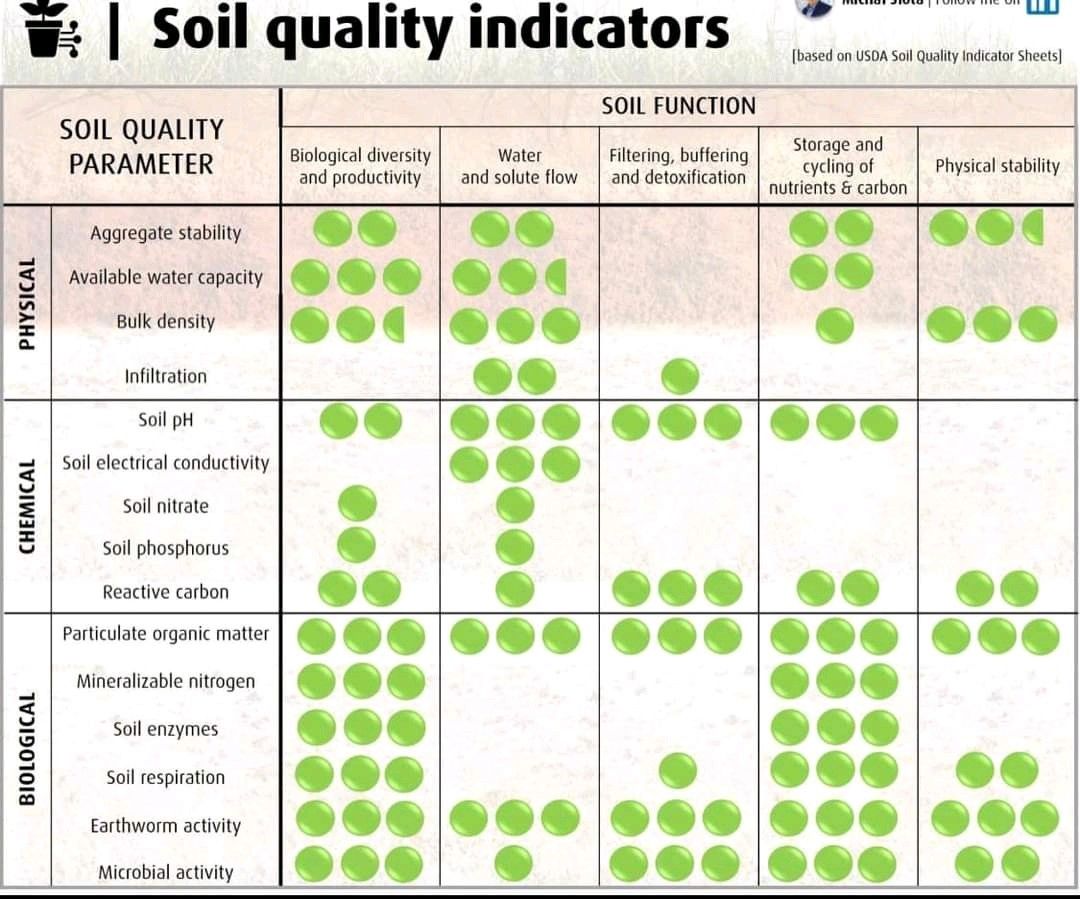 | Soil quality indicators
Michał Słota | Follow me on
[based on USDA Soil Quality Indicator Sheets]
SOIL QUALITY
PARAMETER
SOIL FUNCTION
Biological diversity
and productivity
Water
and solute flow
Filtering, buffering
and detoxification
Storage and
cycling of
nutrients & carbon
Physical stability
PHYSICAL
Aggregate stability
Available water capacity
Bulk density
Infiltration
CHEMICAL
Soil pH
Soil electrical conductivity
Soil nitrate
Soil phosphorus
Reactive carbon
BIOLOGICAL
Particulate organic matter
Mineralizable nitrogen
Soil enzymes
Soil respiration
Earthworm activity
Microbial activity